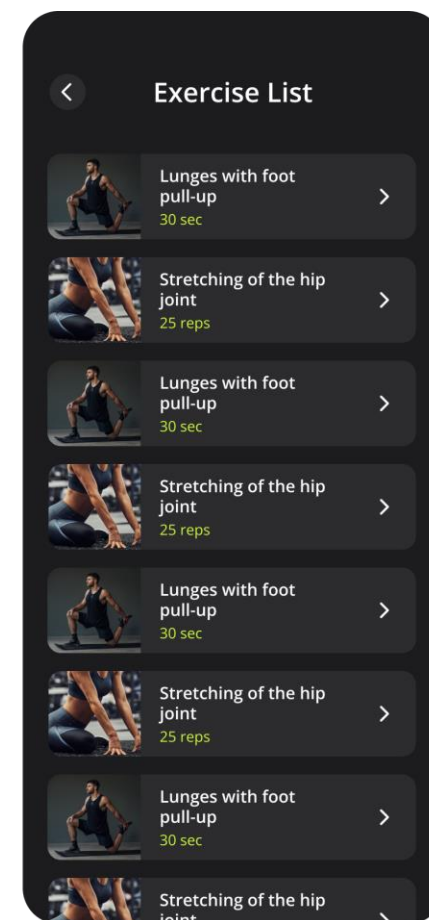 Exercise List
Lunges with foot
pull-up
30 sec
Stretching of the hip
joint
25 reps
Lunges with foot
pull-up
30 sec
Stretching of the hip
joint
25 reps
Lunges with foot
pull-up
30 sec
Stretching of the hip
joint
25 reps
Lunges with foot
pull-up
30 sec
Stretching of the hip
joint